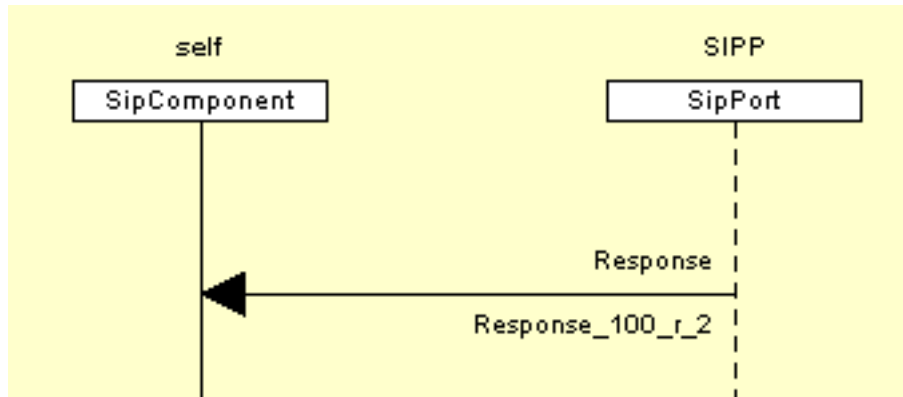 self
SIPP
SipComponent
SipPort
Response
Response_100_r_2